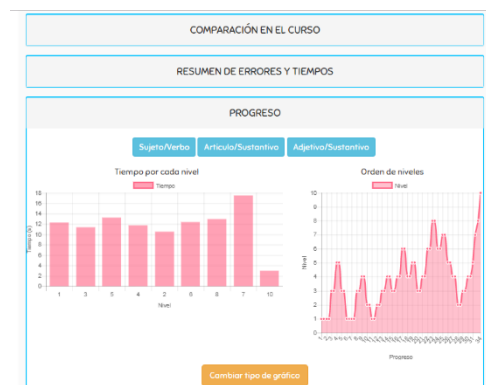 COMPARACIÓN EN EL CURSO
RESUMEN DE ERRORES Y TIEMPOS
PROGRESO
Sujeto/Verbo Artículo/Sustantivo Adjetivo/Sustantivo
Tiempo por cada nivel
Tiempo
18
16
14
12
10
8
6
4
2
0
Tiempo (s)
1 3 5 4 2 6 8 7 10
Nivel
Orden de niveles
Nivel
10
9
8
7
6
5
4
3
2
1
0
Nivel
Progreso
Cambiar tipo de gráfico